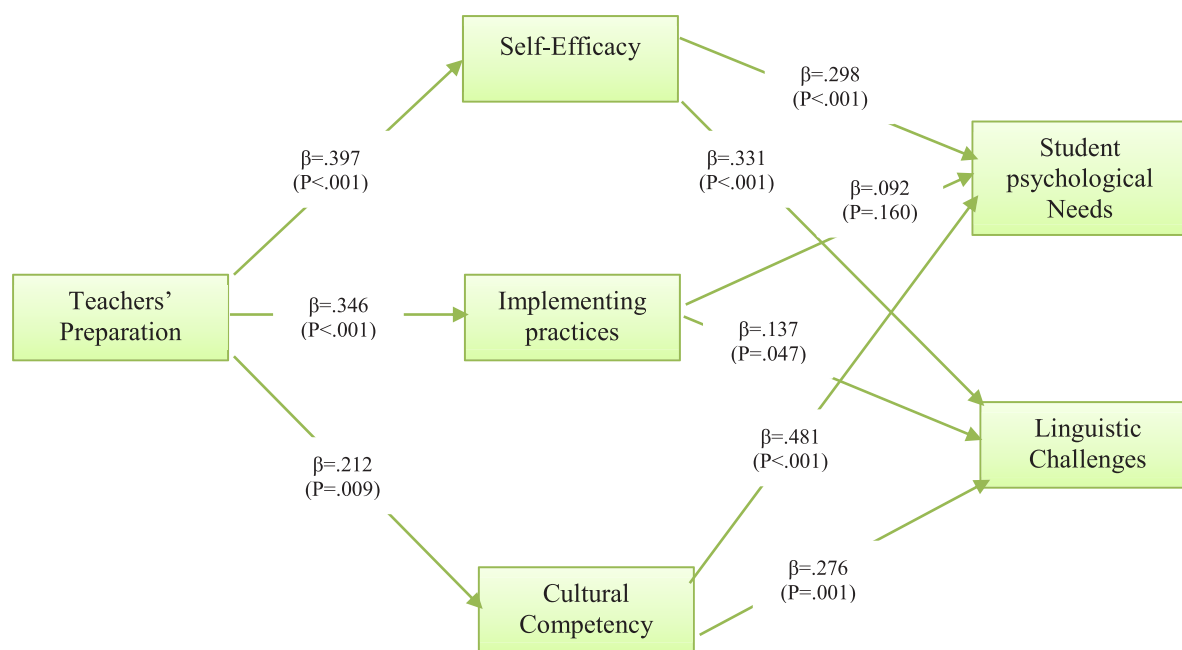 Self-Efficacy
β=.298
(P<.001)
β=.397
(P<.001)
β=.331
(P<.001)
Student
psychological
Needs
β=.092
(P=.160)
Teachers’
Preparation
β=.346
(P<.001)
Implementing
practices
β=.137
(P=.047)
β=.212
(P=.009)
β=.481
(P<.001)
Linguistic
Challenges
Cultural
Competency
β=.276
(P=.001)